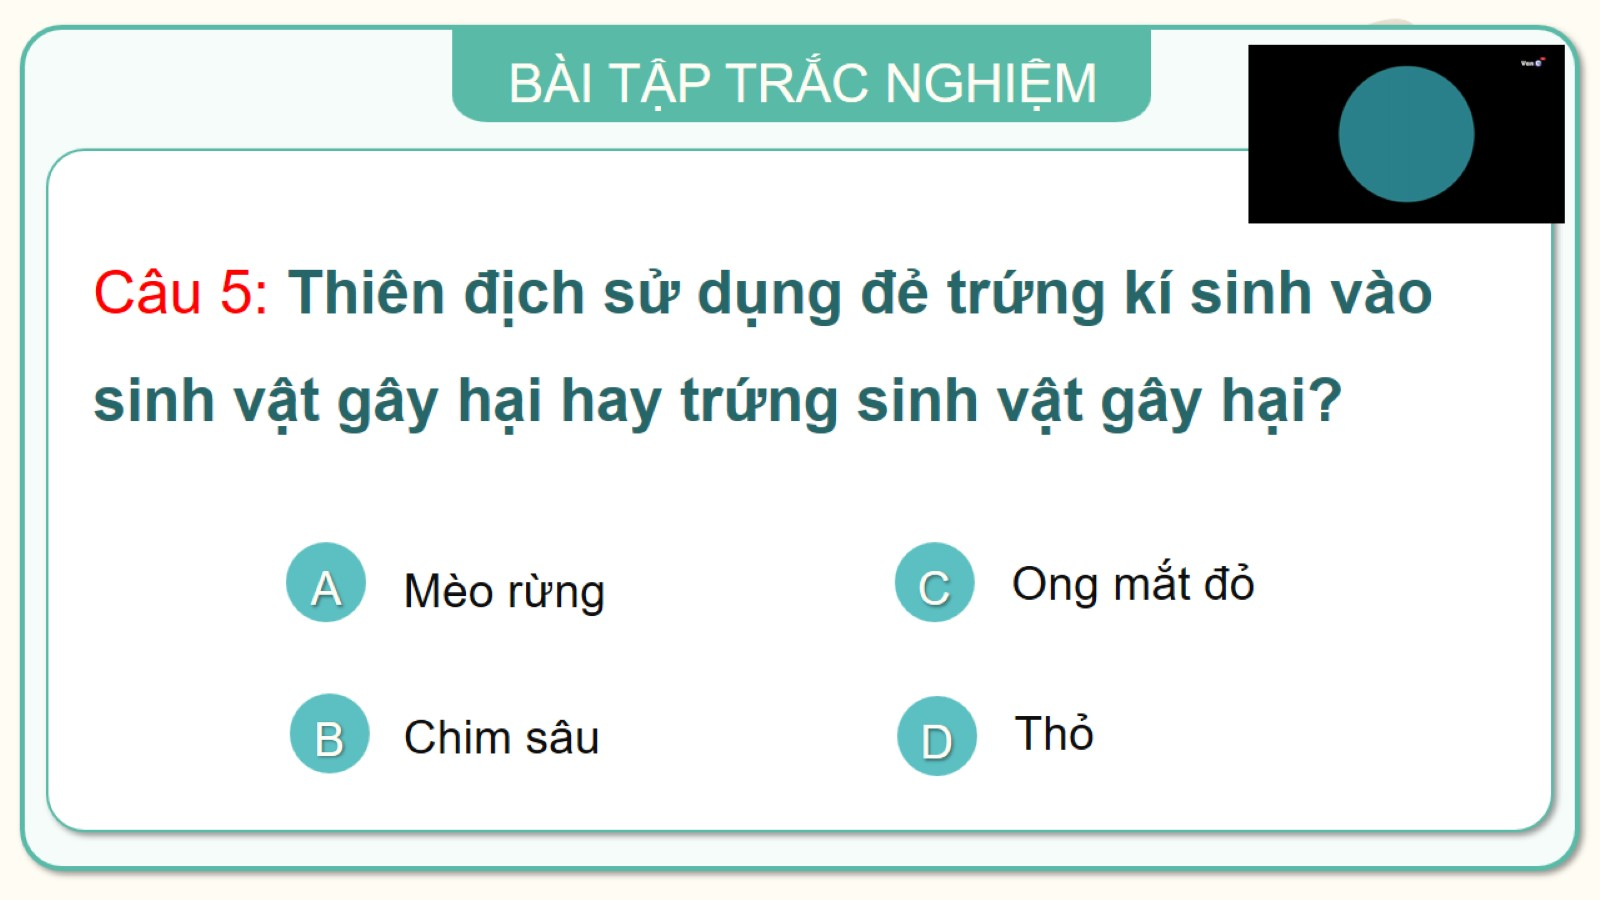 BÀI TẬP TRẮC NGHIỆM
Câu 5: Thiên địch sử dụng đẻ trứng kí sinh vào
sinh vật gây hại hay trứng sinh vật gây hại?
A Mèo rừng
C Ong mắt đỏ
B Chim sâu
D Thỏ